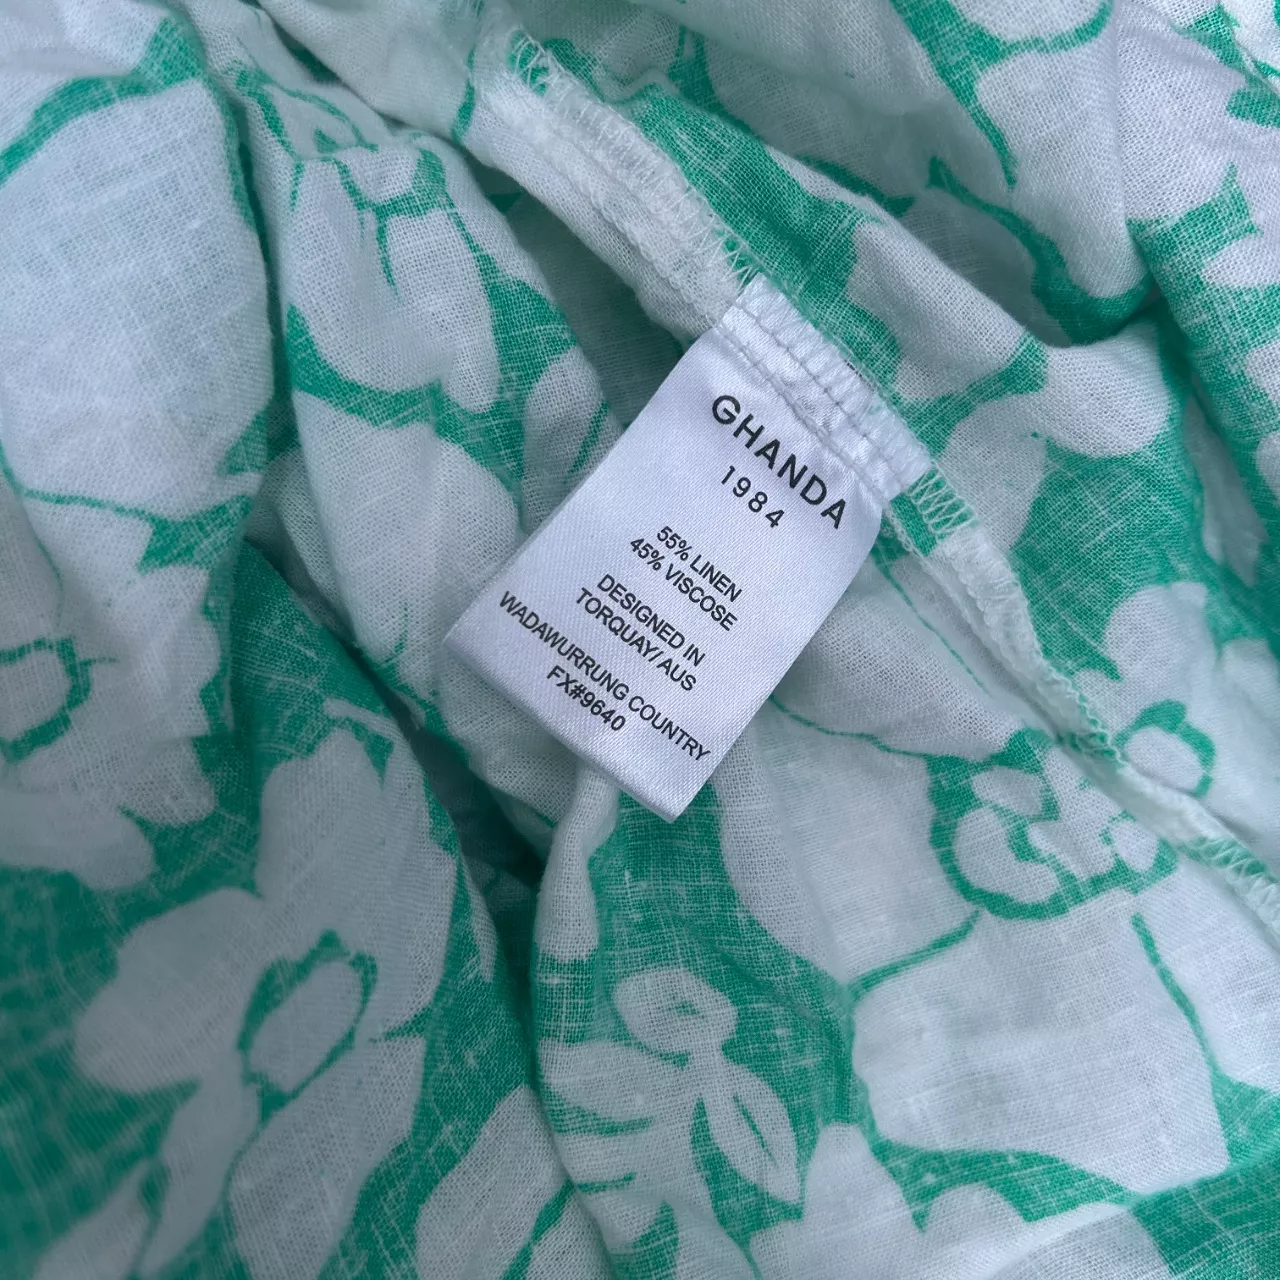 GHANDA
1984
55% LINEN
45% VISCOSE
DESIGNED IN
TORQUAY/ AUS
WADAWURRUNG COUNTRY
FX#9640